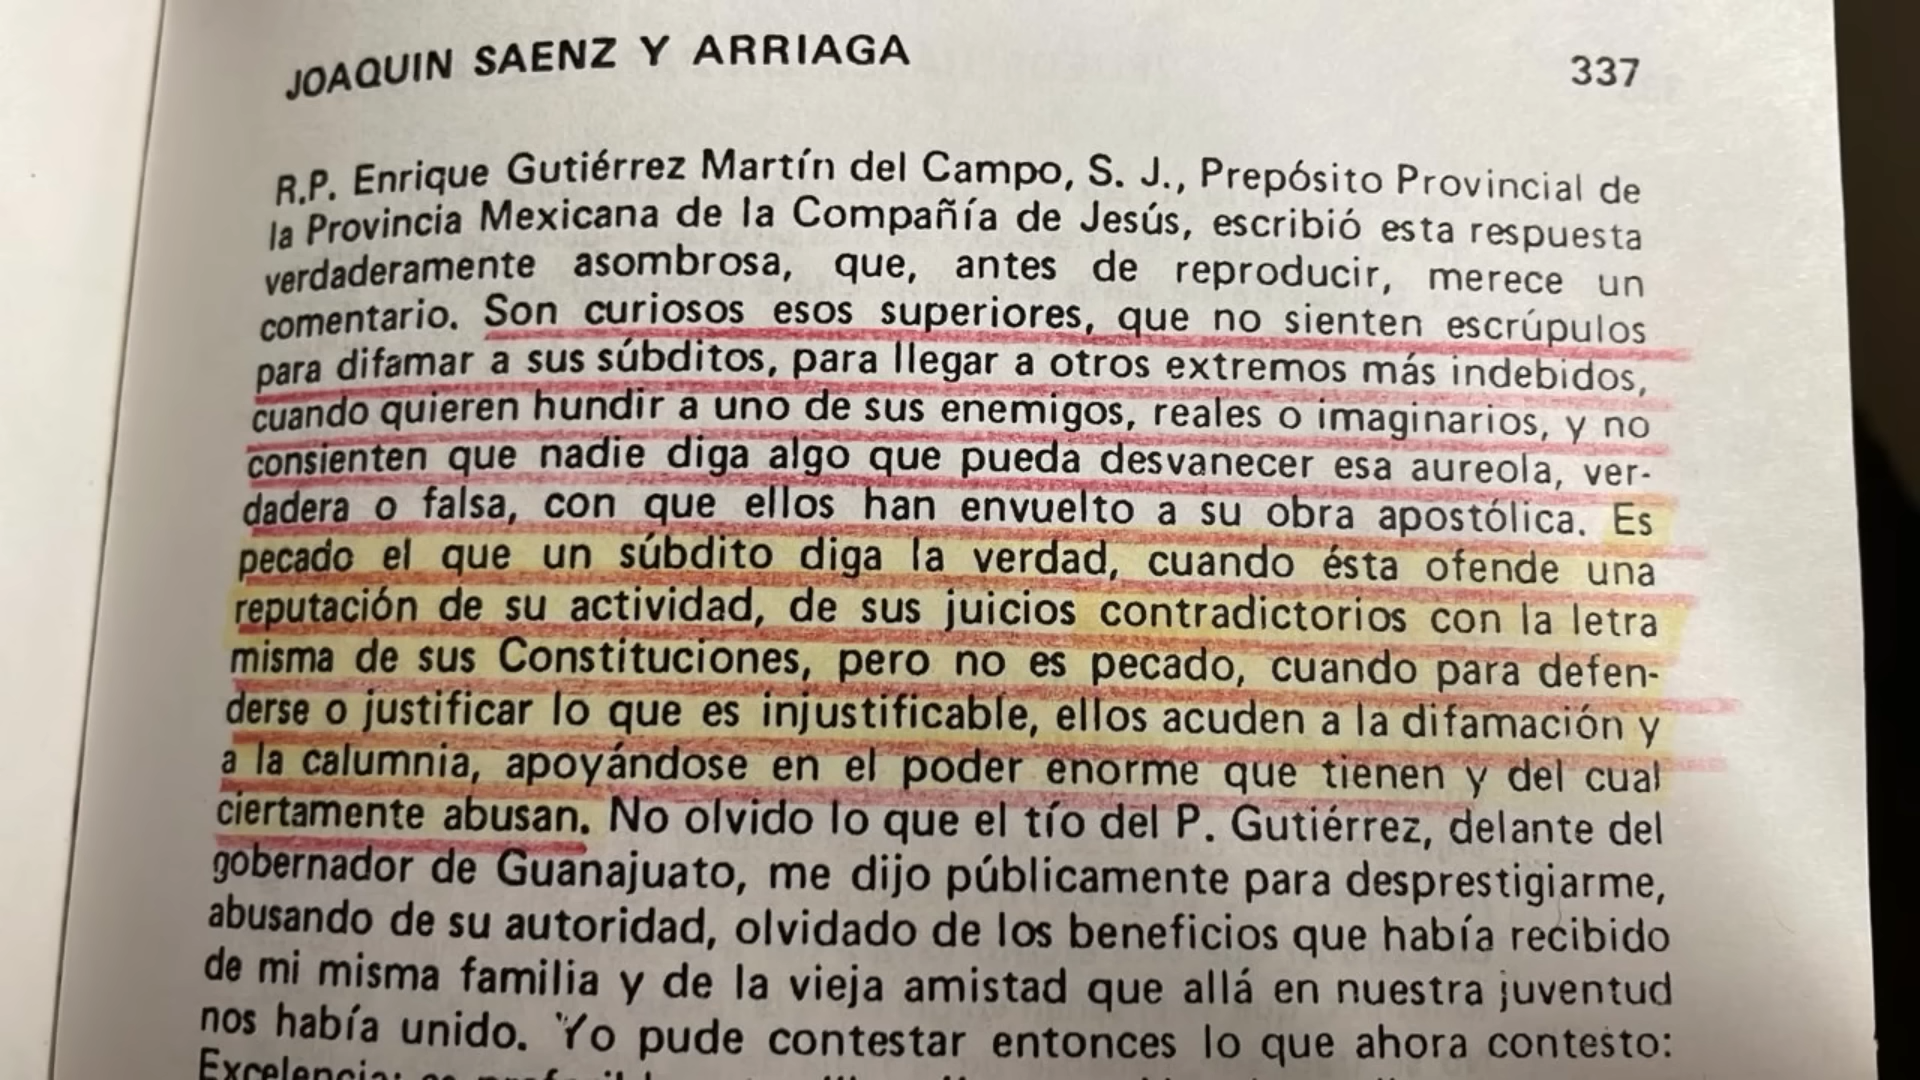 JOAQUIN SAENZ Y ARRIAGA
337
R.P. Enrique Gutiérrez Martín del Campo, S. J., Prepósito Provincial de
la Provincia Mexicana de la Compañía de Jesús, escribió esta respuesta
verdaderamente asombrosa, que, antes de reproducir, merece un
comentario. Son curiosos esos superiores, que no sienten escrúpulos
para difamar a sus súbditos, para llegar a otros extremos más indebidos,
cuando quieren hundir a uno de sus enemigos, reales o imaginarios, y no
consienten que nadie diga algo que pueda desvanecer esa aureola, ver-
dadera o falsa, con que ellos han envuelto a su obra apostólica. Es
pecado el que un súbdito diga la verdad, cuando ésta ofende una
reputación de su actividad, de sus juicios contradictorios con la letra
misma de sus Constituciones, pero no es pecado, cuando para defen-
derse o justificar lo que es injustificable, ellos acuden a la difamación y
a la calumnia, apoyándose en el poder enorme que tienen y del cual
ciertamente abusan. No olvido lo que el tío del P. Gutiérrez, delante del
gobernador de Guanajuato, me dijo públicamente para desprestigiarme,
abusando de su autoridad, olvidado de los beneficios que había recibido
de mi misma familia y de la vieja amistad que allá en nuestra juventud
nos había unido. Yo pude contestar entonces lo que ahora contesto:
Excelencia: